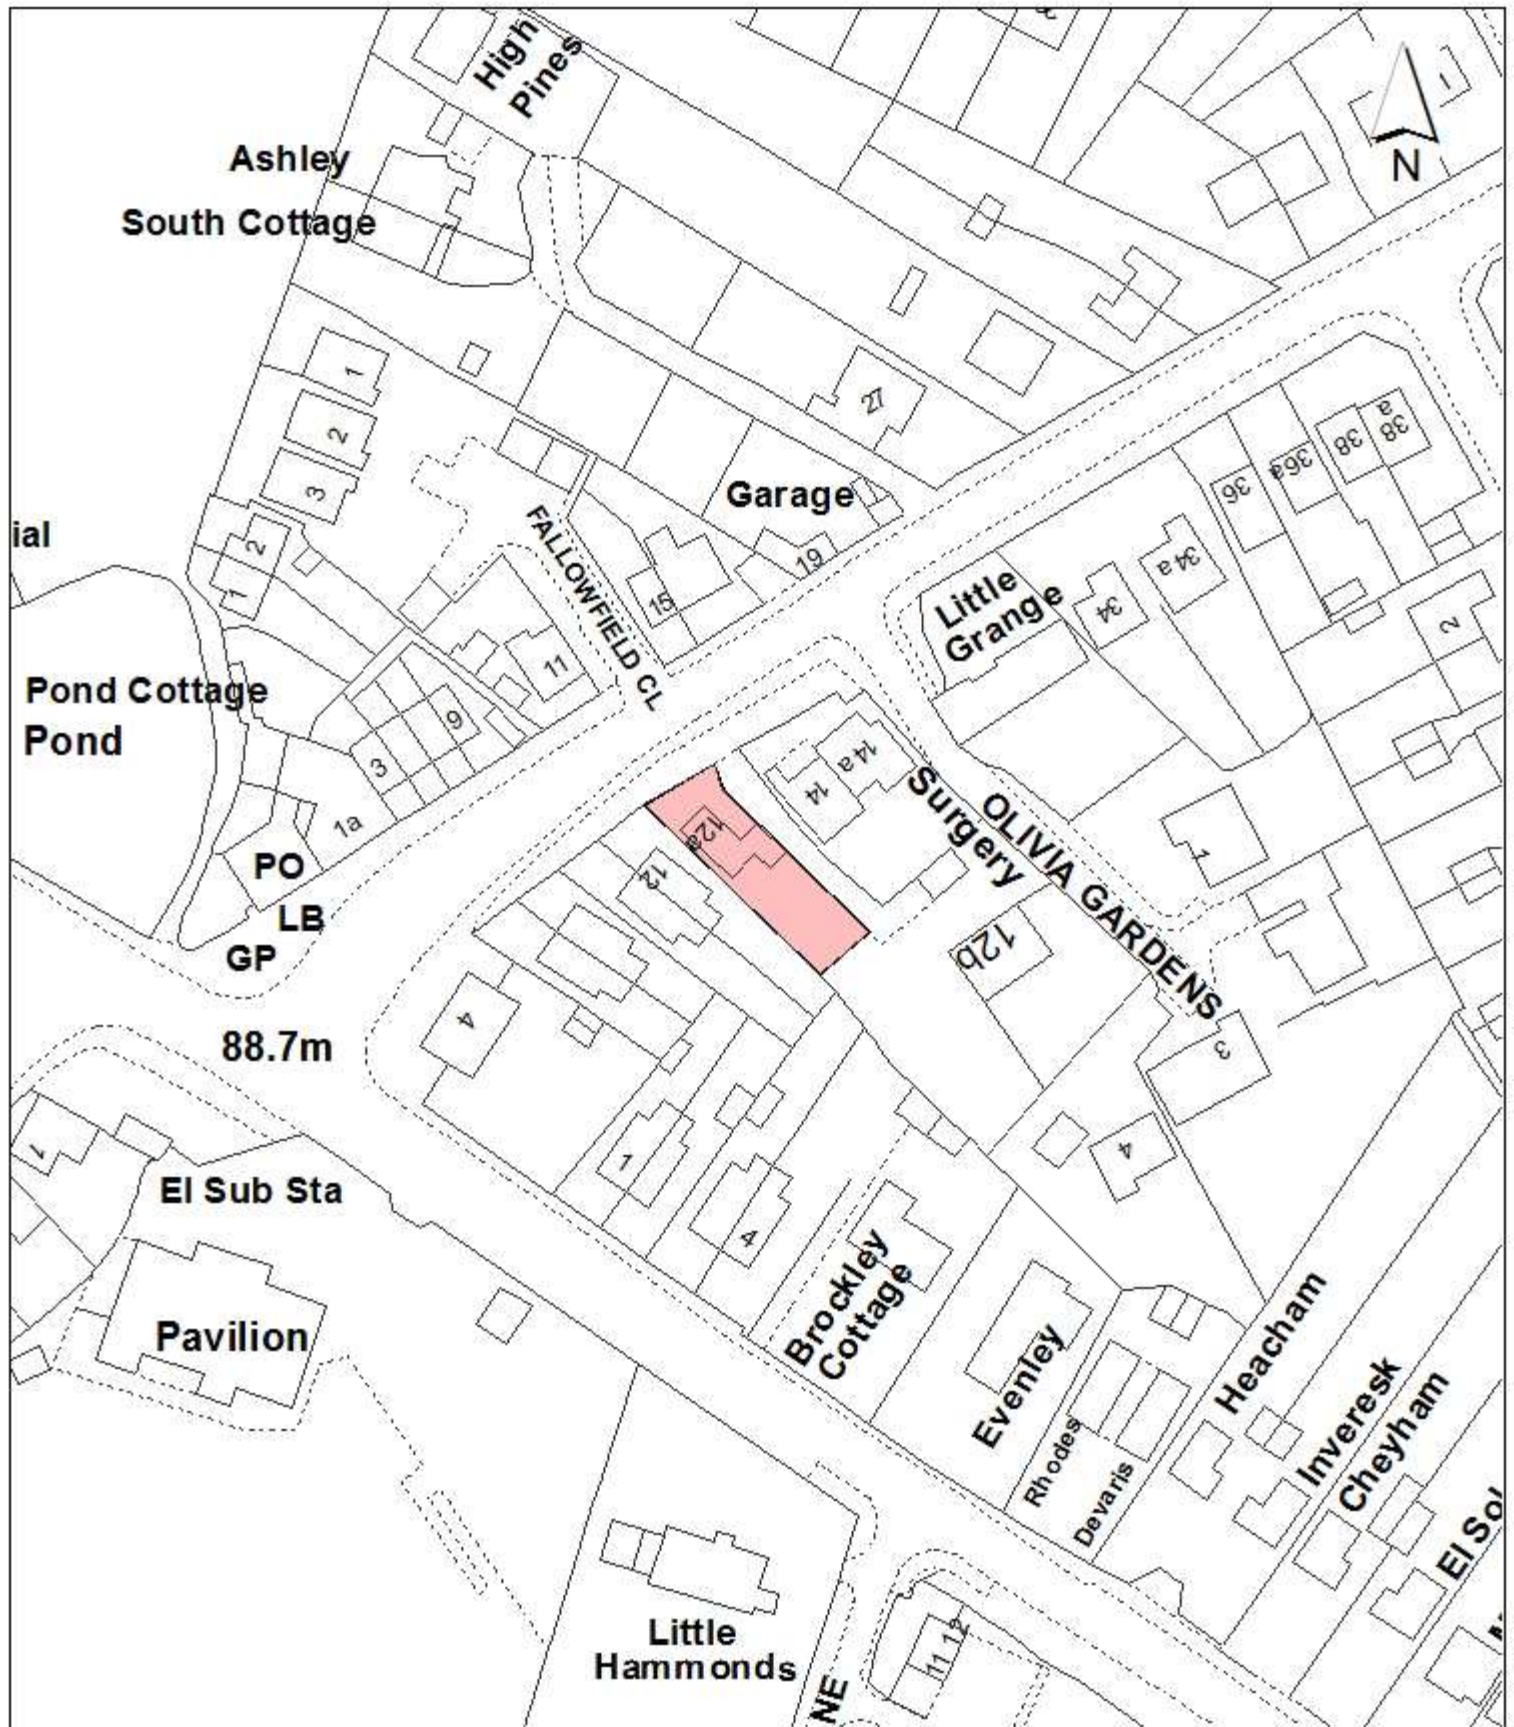 High
Pines
Ashley
South Cottage
N
1
2
3
27
Garage
19
15
FALLOWFIELD CL
ial
2
1
11
Pond Cottage
Pond
9
3
1a
PO
LB
GP
88.7m
38
38
a
36a
36
34a
34
Little
Grange
2
14a
14
Surgery
OLIVIA GARDENS
1
12a
12
12b
4
3
4
1
4
El Sub Sta
Pavilion
Brockley
Cottage
Evenley
Rhodes
Devaris
Heacham
Inveresk
Cheyham
El Sol
Little
Hammonds
11 12
NE